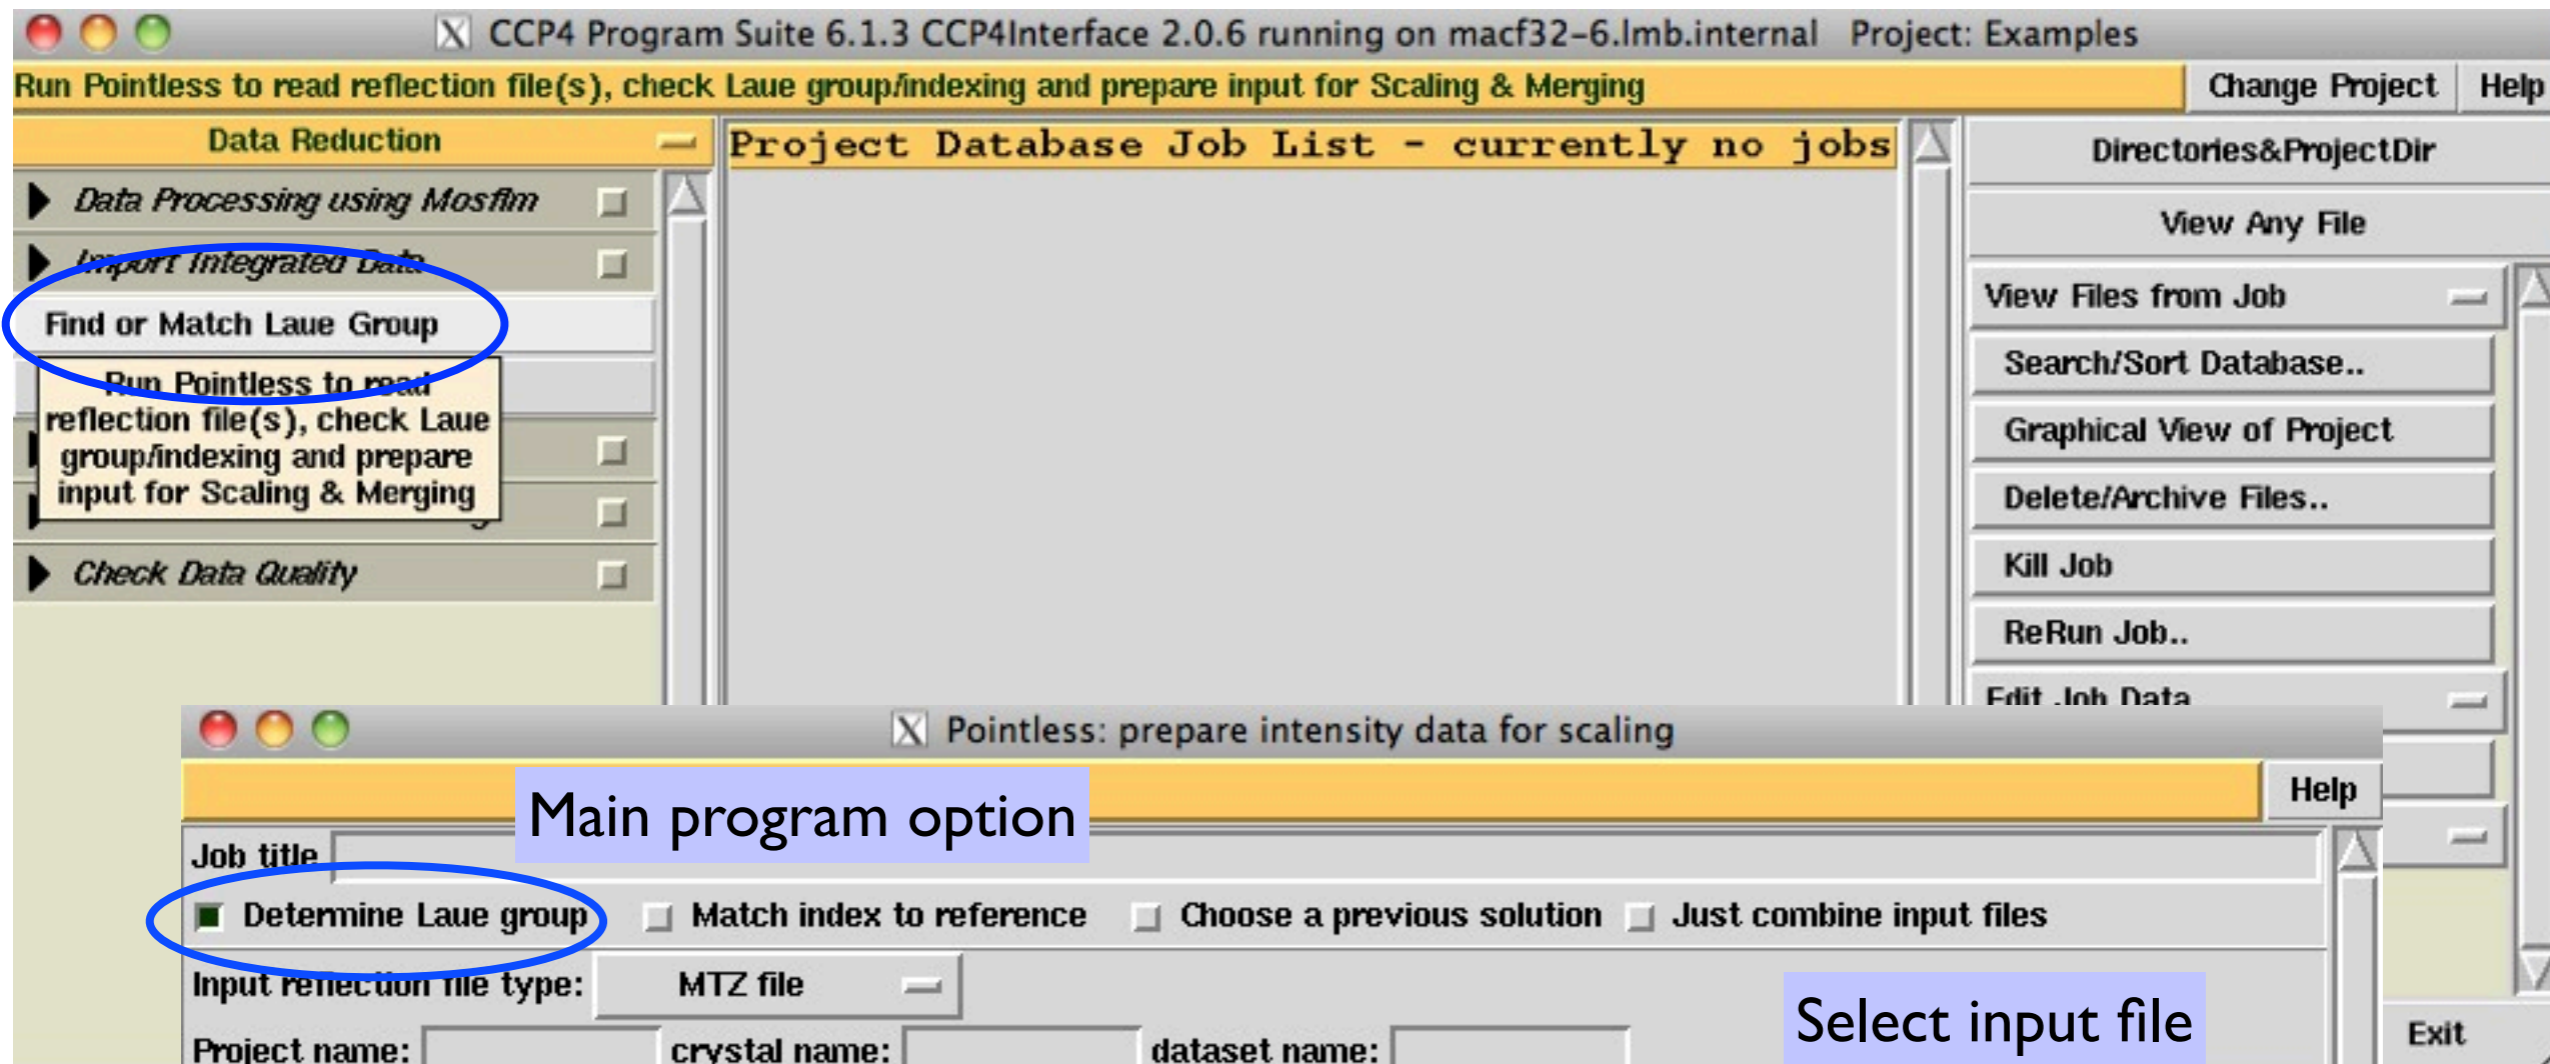 X CCP4 Program Suite 6.1.3 CCP4Interface 2.0.6 running on macf32-6.lmb.internal Project: Examples
Run Pointless to read reflection file(s), check Laue group/indexing and prepare input for Scaling & Merging
Change Project
Help
Data Reduction
Project Database Job List - currently no jobs
Directories&ProjectDir
Data Processing using Mosflm
View Any File
Import Integrated Data
View Files from Job
Find or Match Laue Group
Search/Sort Database..
Run Pointless to read
reflection file(s), check Laue
group/indexing and prepare
input for Scaling & Merging
Graphical View of Project
Delete/Archive Files..
Check Data Quality
Kill Job
ReRun Job..
Edit Job Data
X Pointless: prepare intensity data for scaling
Main program option
Help
Job title
Determine Laue group
Match index to reference
Choose a previous solution
Just combine input files
Input reflection file type:
MTZ file
Select input file
Exit
Project name:
crystal name:
dataset name: